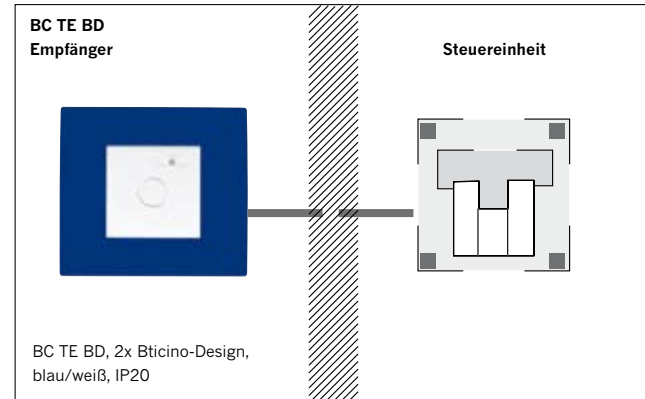 BC TE BD
Empfänger
Steuereinheit
BC TE BD, 2x Bticino-Design,
blau/weiß, IP20